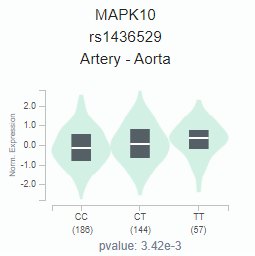 MAPK10
rs1436529
Artery - Aorta
Norm. Expression
2.0
1.0
0.0
-1.0
-2.0
CC CT TT
(186) (144) (57)
pvalue: 3.42e-3